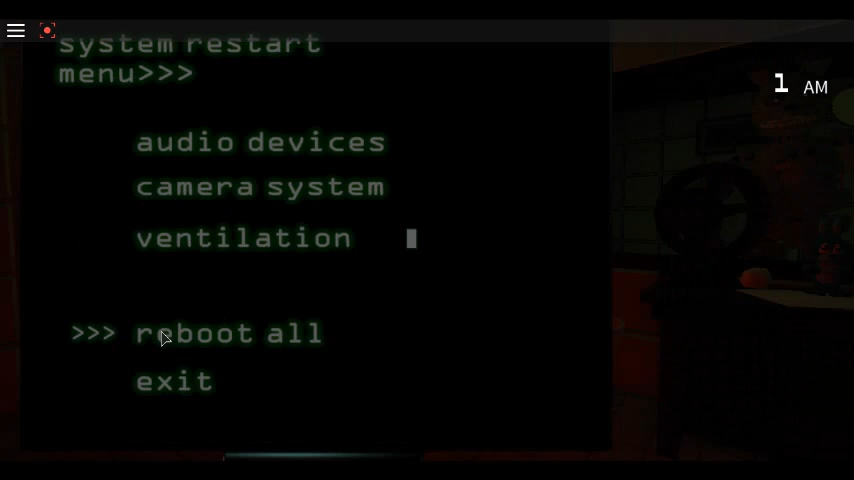 system restart
menu>>>
1 AM
audio devices
camera system
ventilation
>>> reboot all
exit